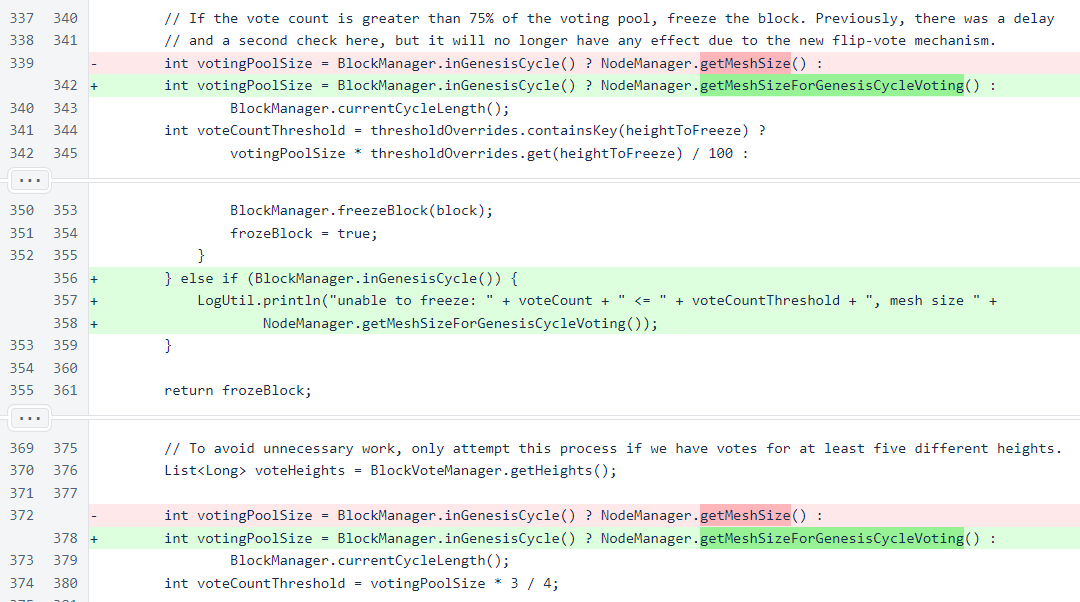 337 340 // If the vote count is greater than 75% of the voting pool, freeze the block. Previously, there was a delay
338 341 // and a second check here, but it will no longer have any effect due to the new flip-vote mechanism.
339 - int votingPoolSize = BlockManager.inGenesisCycle() ? NodeManager.getMeshSize() :
342 + int votingPoolSize = BlockManager.inGenesisCycle() ? NodeManager.getMeshSizeForGenesisCycleVoting() :
340 343 BlockManager.currentCycleLength();
341 344 int voteCountThreshold = thresholdOverrides.containsKey(heightToFreeze) ?
342 345 votingPoolSize * thresholdOverrides.get(heightToFreeze) / 100 :
...
350 353 BlockManager.freezeBlock(block);
351 354 frozeBlock = true;
352 355 }
356 + } else if (BlockManager.inGenesisCycle()) {
357 + LogUtil.println("unable to freeze: " + voteCount + " <= " + voteCountThreshold + ", mesh size " +
358 + NodeManager.getMeshSizeForGenesisCycleVoting());
353 359 }
354 360
355 361 return frozeBlock;
...
369 375 // To avoid unnecessary work, only attempt this process if we have votes for at least five different heights.
370 376 List<Long> voteHeights = BlockVoteManager.getHeights();
371 377
372 - int votingPoolSize = BlockManager.inGenesisCycle() ? NodeManager.getMeshSize() :
378 + int votingPoolSize = BlockManager.inGenesisCycle() ? NodeManager.getMeshSizeForGenesisCycleVoting() :
373 379 BlockManager.currentCycleLength();
374 380 int voteCountThreshold = votingPoolSize * 3 / 4;